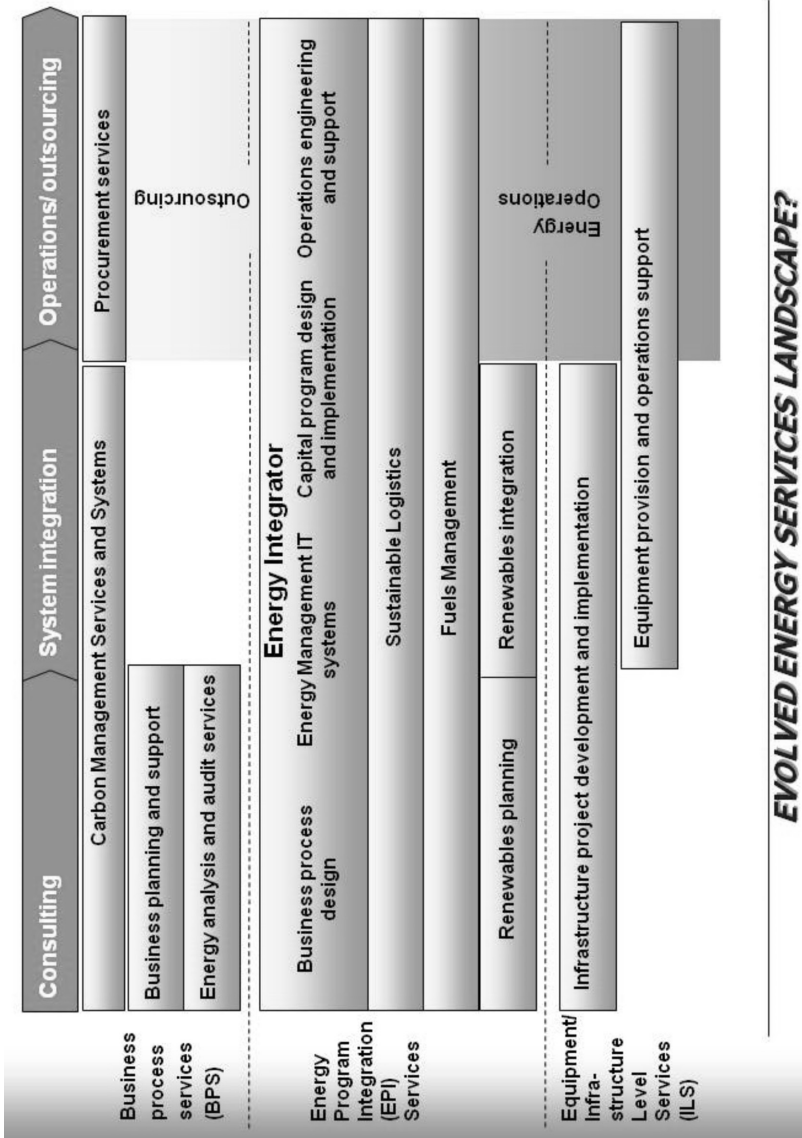 Consulting
System integration
Operations/ outsourcing
Business
process
services
(BPS)
Carbon Management Services and Systems
Procurement services
Business planning and support
Energy analysis and audit services
Outsourcing
Energy
Program
Integration
(EPI)
Services
Energy Integrator
Business process
design
Energy Management IT
systems
Capital program design
and implementation
Operations engineering
and support
Sustainable Logistics
Fuels Management
Renewables planning
Renewables integration
Energy
Operations
Equipment/
Infra-
structure
Level
Services
(ILS)
Infrastructure project development and implementation
Equipment provision and operations support
EVOLVED ENERGY SERVICES LANDSCAPE?